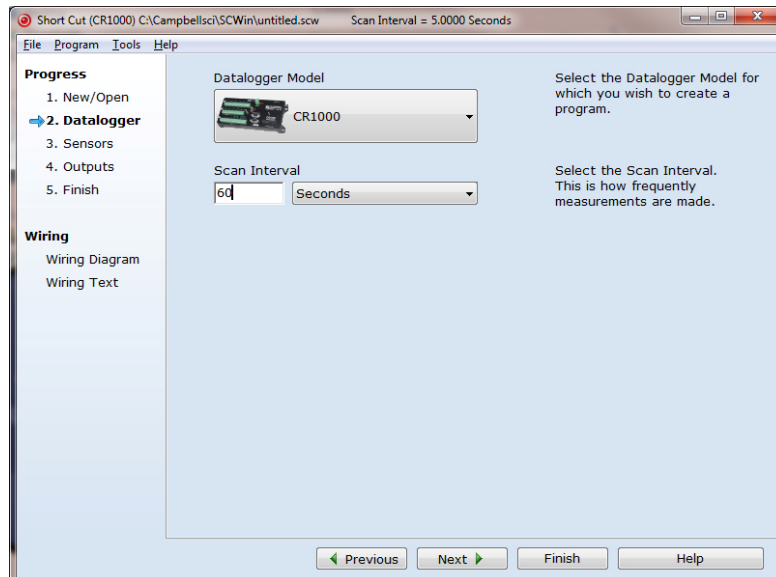 Short Cut (CR1000) C:\Campbellsci\SCWin\untitled.scw Scan Interval = 5.0000 Seconds
File Program Tools Help
Progress
1. New/Open
2. Datalogger
3. Sensors
4. Outputs
5. Finish
Wiring
Wiring Diagram
Wiring Text
Datalogger Model
CR1000
Select the Datalogger Model for
which you wish to create a
program.
Scan Interval
60 Seconds
Select the Scan Interval.
This is how frequently
measurements are made.
Previous Next Finish Help